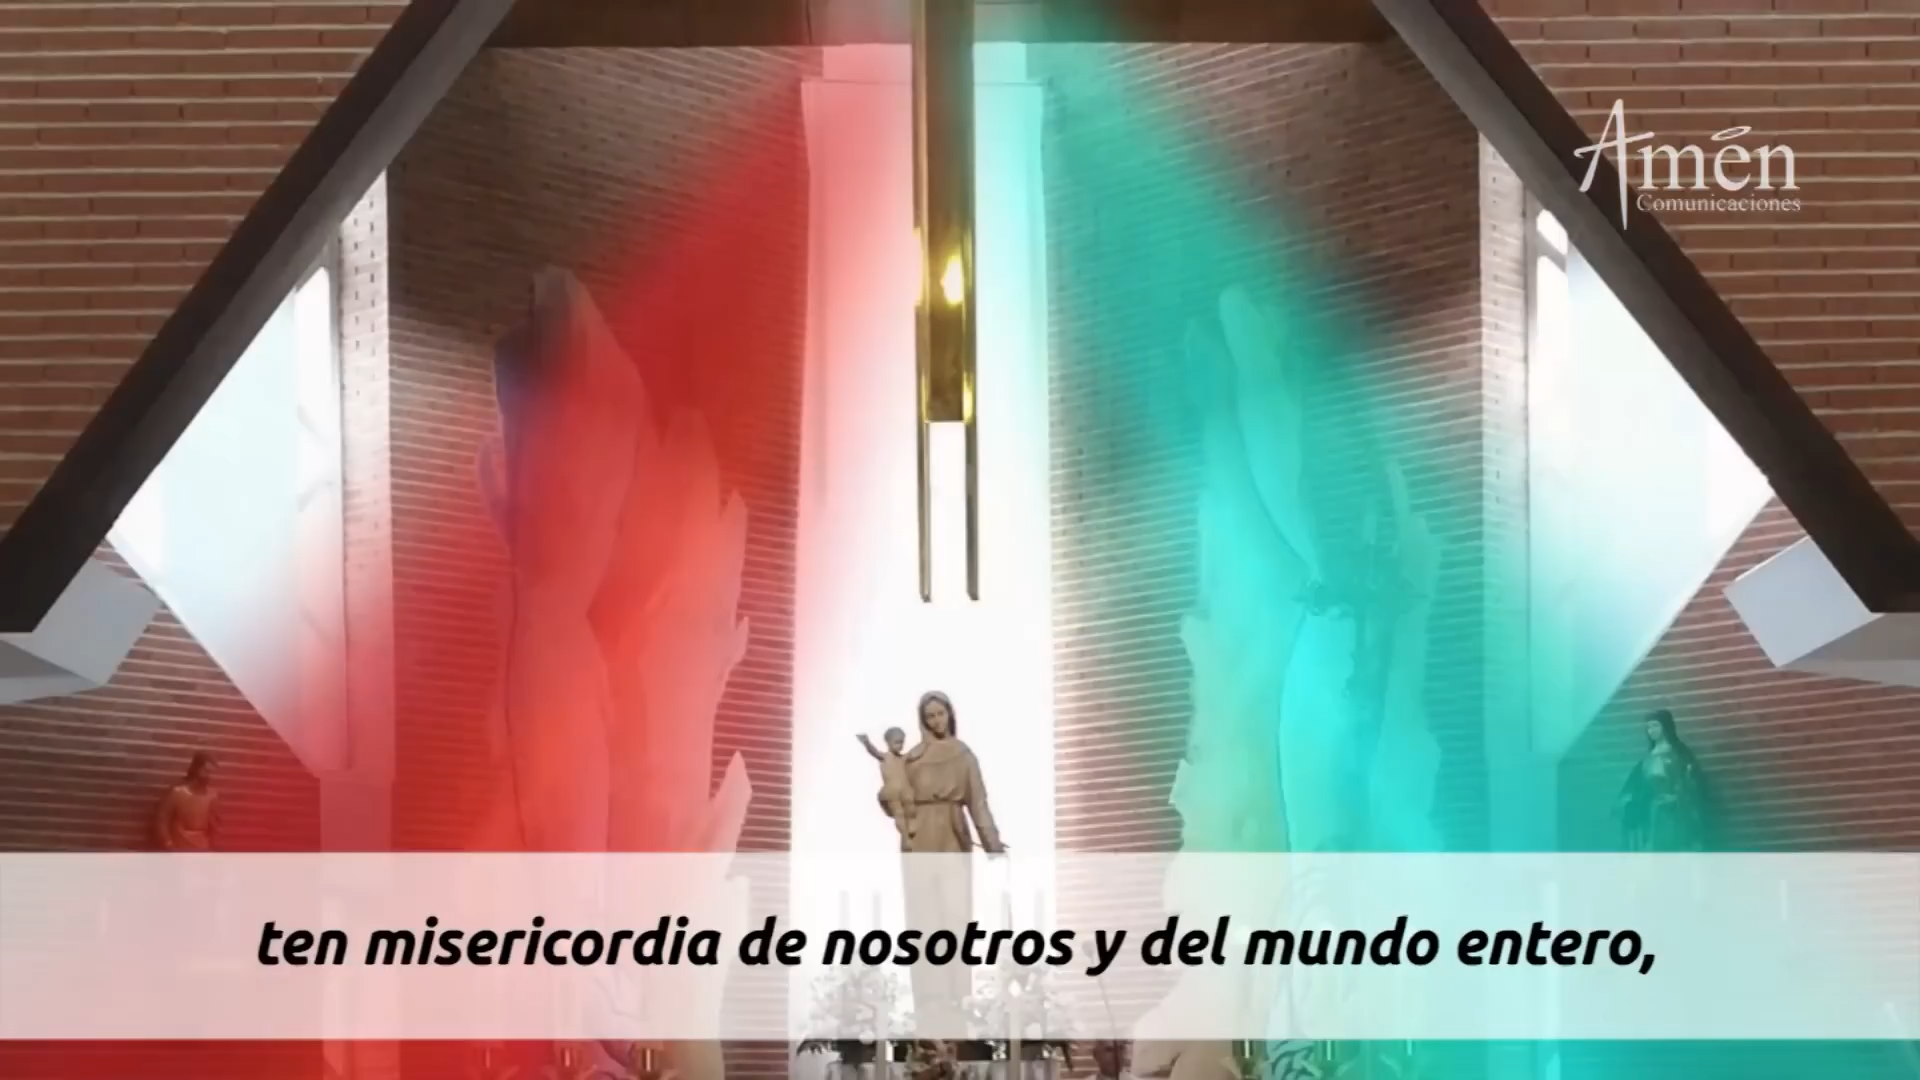 Amén
Comunicaciones
ten misericordia de nosotros y del mundo entero,